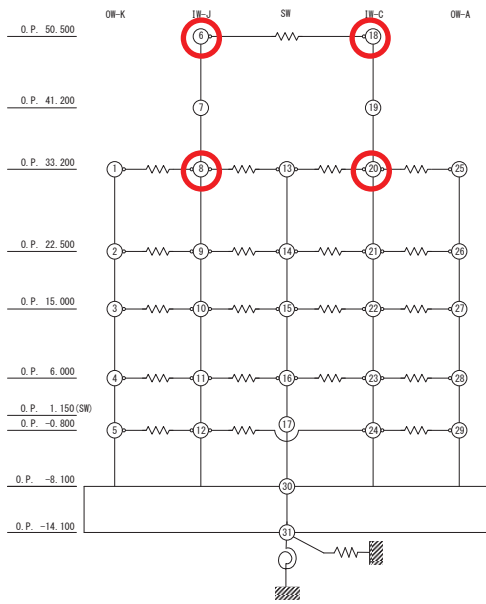 OW-K IW-J SW IW-C OW-A
O.P. 50.500 6 18
O.P. 41.200 7 19
O.P. 33.200 1 8 13 20 25
O.P. 22.500 2 9 14 21 26
O.P. 15.000 3 10 15 22 27
O.P. 6.000 4 11 16 23 28
O.P. 1.150(SW) 17
O.P. -0.800 5 12 24 29
O.P. -8.100 30
O.P. -14.100 31